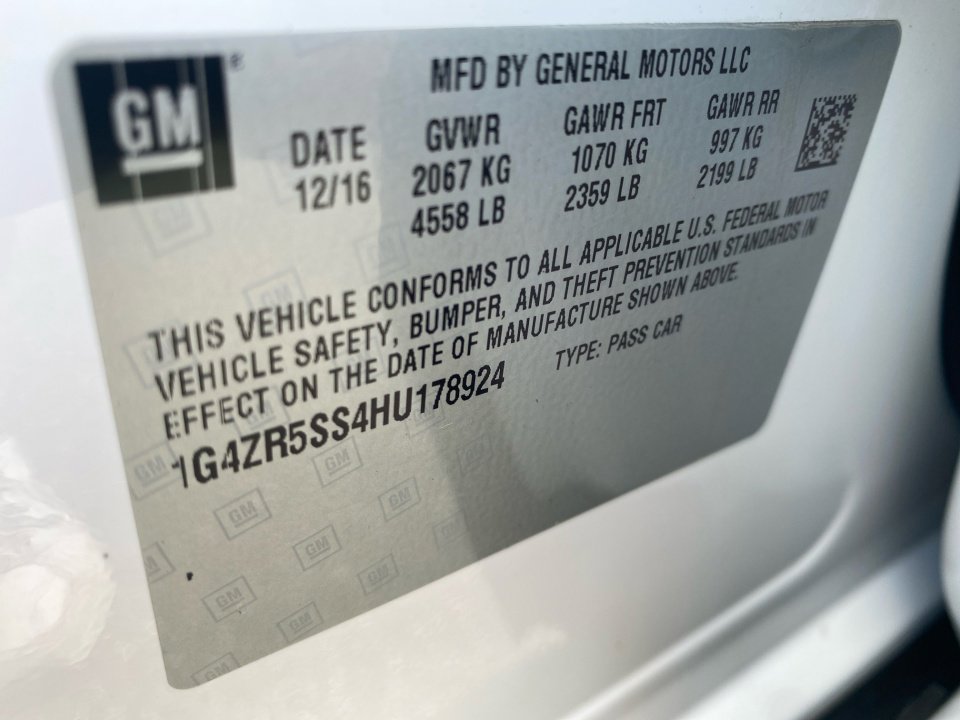 GM
MFD BY GENERAL MOTORS LLC
DATE GVWR GAWR FRT GAWR RR
12/16 2067 KG 1070 KG 997 KG
4558 LB 2359 LB 2199 LB
THIS VEHICLE CONFORMS TO ALL APPLICABLE U.S. FEDERAL MOTOR
VEHICLE SAFETY, BUMPER, AND THEFT PREVENTION STANDARDS IN
EFFECT ON THE DATE OF MANUFACTURE SHOWN ABOVE.
1G4ZR5SS4HU178924 TYPE: PASS CAR